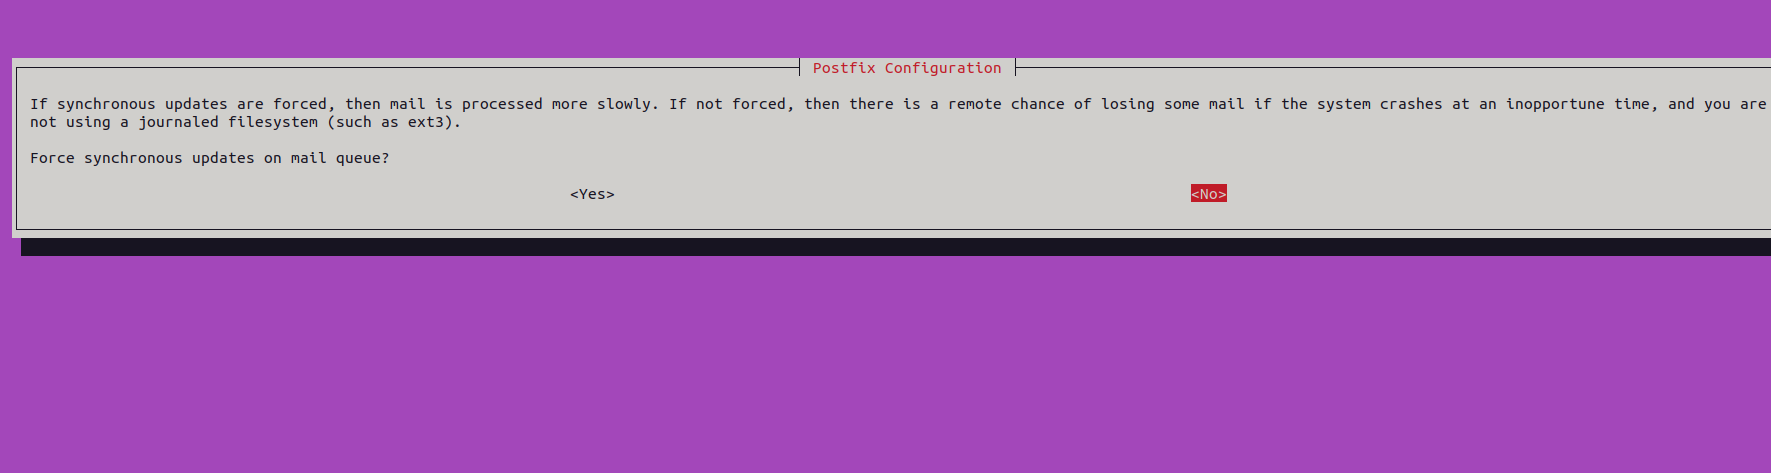 Postfix Configuration
If synchronous updates are forced, then mail is processed more slowly. If not forced, then there is a remote chance of losing some mail if the system crashes at an inopportune time, and you are
not using a journaled filesystem (such as ext3).
Force synchronous updates on mail queue?
<Yes> <No>